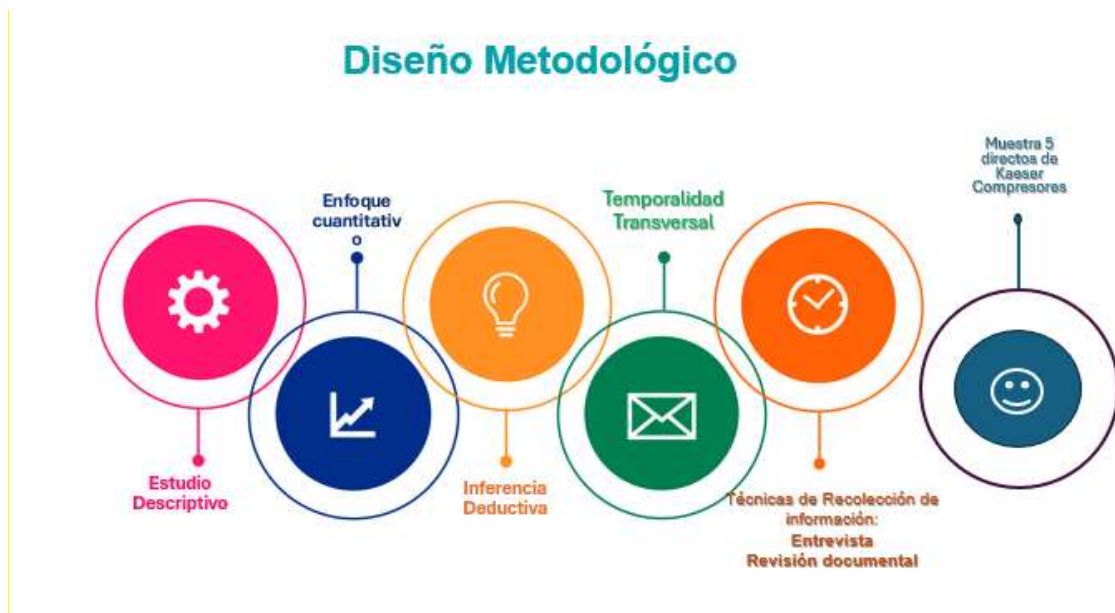 Diseño Metodológico
Estudio
Descriptivo
Enfoque
cuantitativ
o
Inferencia
Deductiva
Temporalidad
Transversal
Técnicas de Recolección de
información:
Entrevista
Revisión documental
Muestra 5
directos de
Kaeser
Compresores